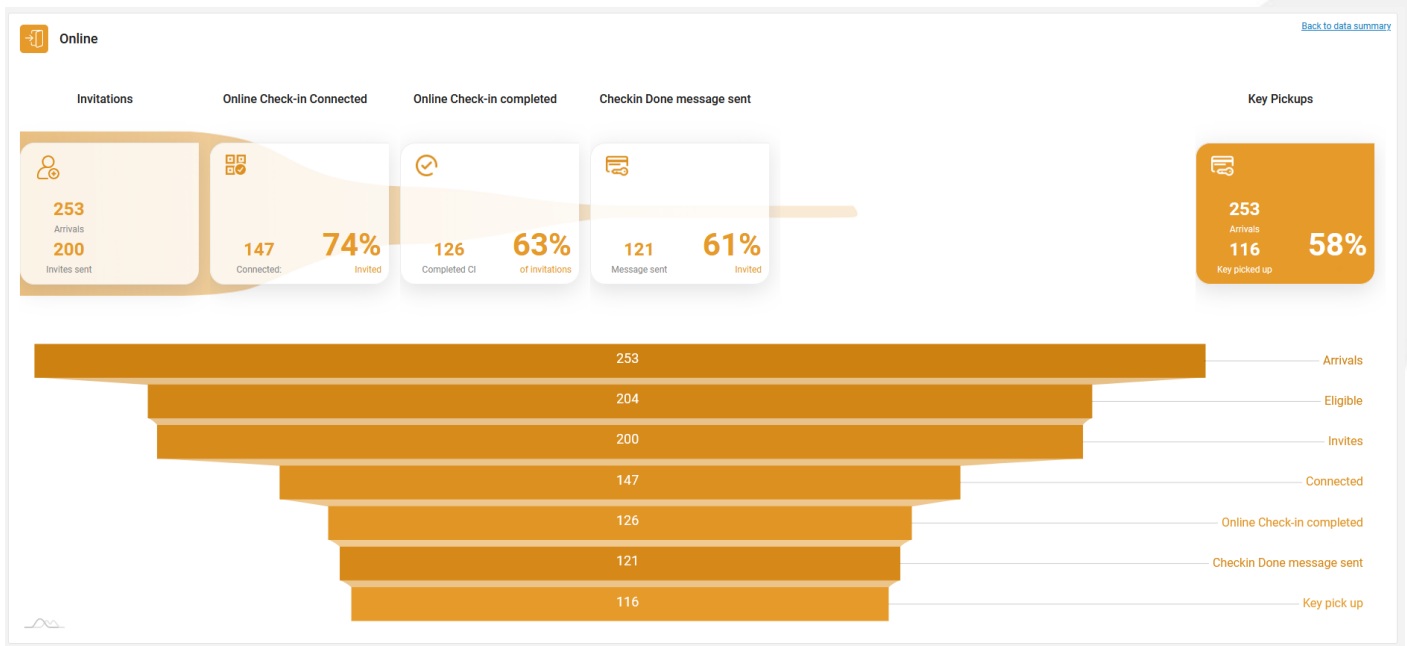 Online
Back to data summary
Invitations
Online Check-in Connected
Online Check-in completed
Checkin Done message sent
Key Pickups
253
Arrivals
200
Invites sent
147
Connected:
74%
Invited
126
Completed CI
63%
of invitations
121
Message sent
61%
Invited
253
Arrivals
116
Key picked up
58%
253
Arrivals
204
Eligible
200
Invites
147
Connected
126
Online Check-in completed
121
Checkin Done message sent
116
Key pick up